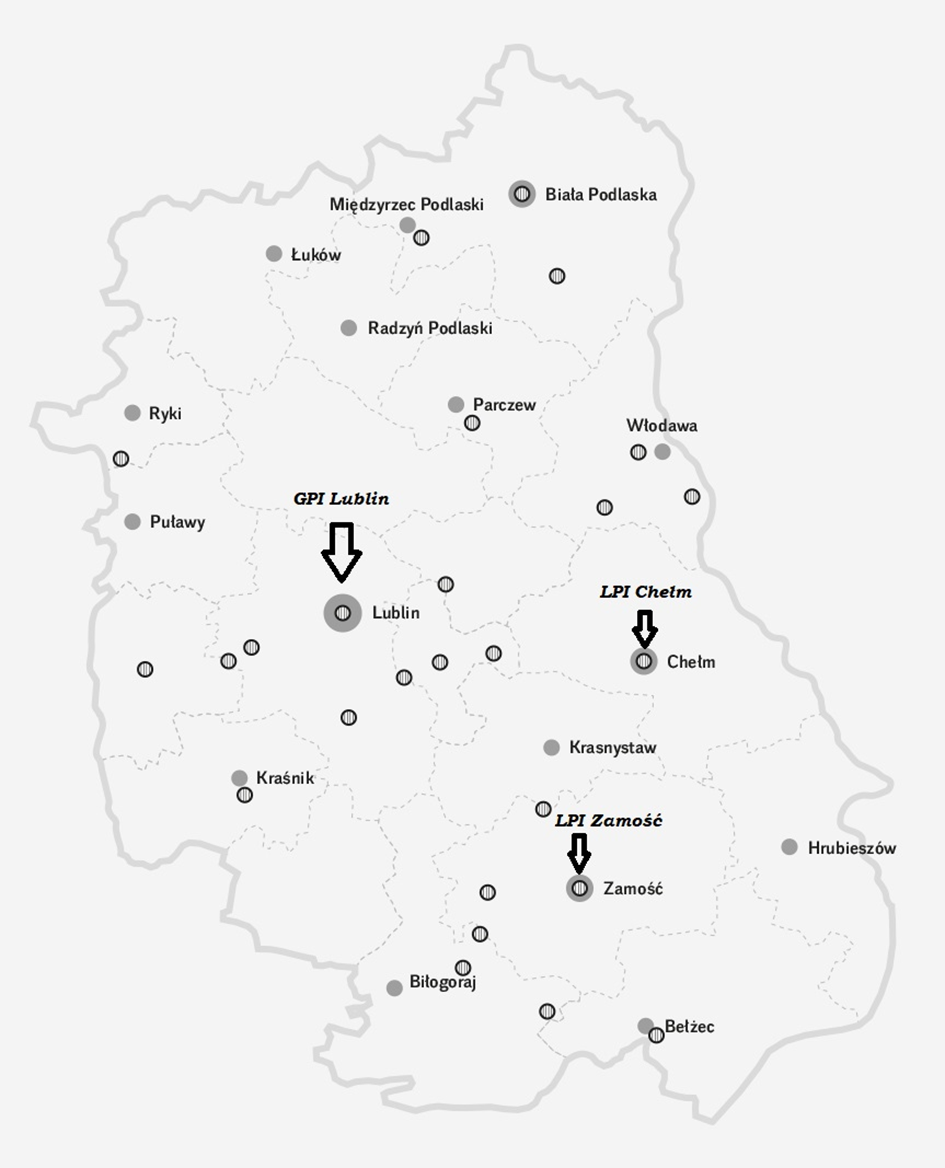 Biała Podlaska
Międzyrzec Podlaski
Łuków
Radzyń Podlaski
Parczew
Ryki
Włodawa
GPI Lublin
Puławy
LPI Chełm
Lublin
Chełm
Krasnystaw
Kraśnik
LPI Zamość
Hrubieszów
Zamość
Biłogoraj
Bełżec